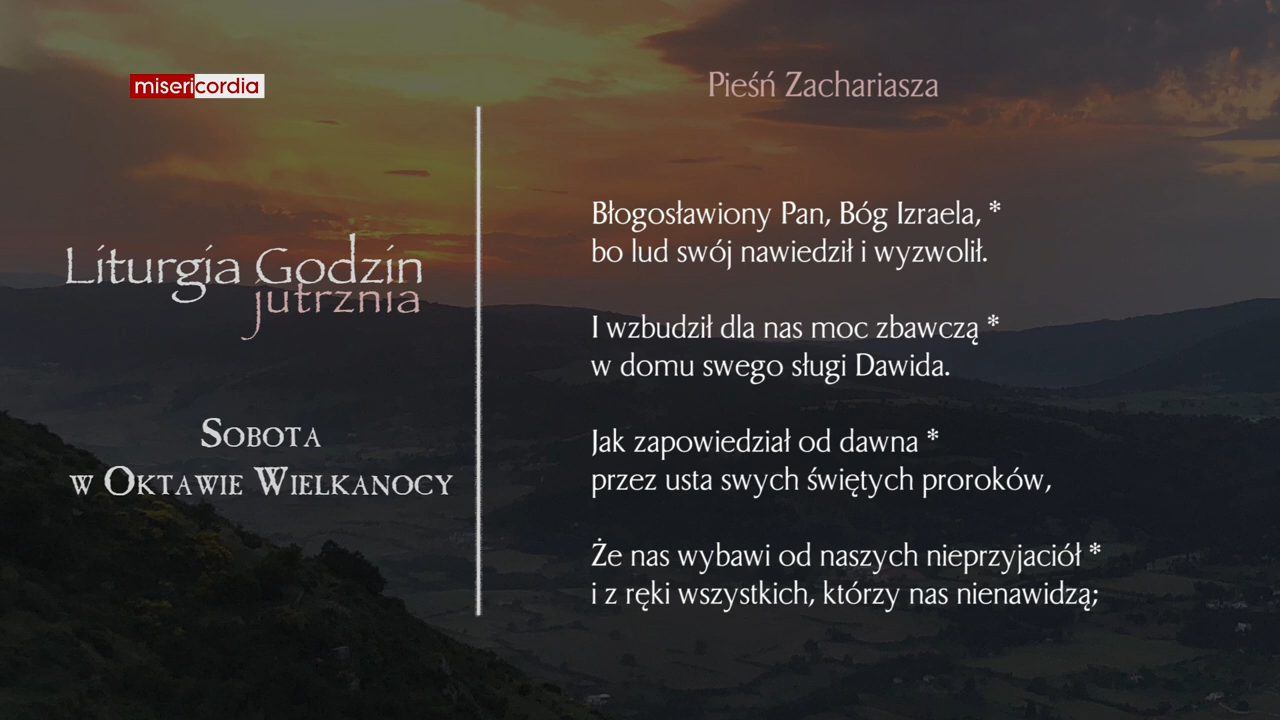 misericordia
Liturgia Godzin
jutrznia
Sobota
w Oktawie Wielkanocy
Pieśń Zachariasza
Błogosławiony Pan, Bóg Izraela, *
bo lud swój nawiedził i wyzwolił.
I wzbudził dla nas moc zbawczą *
w domu swego sługi Dawida.
Jak zapowiedział od dawna *
przez usta swych świętych proroków,
Że nas wybawi od naszych nieprzyjaciół *
i z ręki wszystkich, którzy nas nienawidzą;